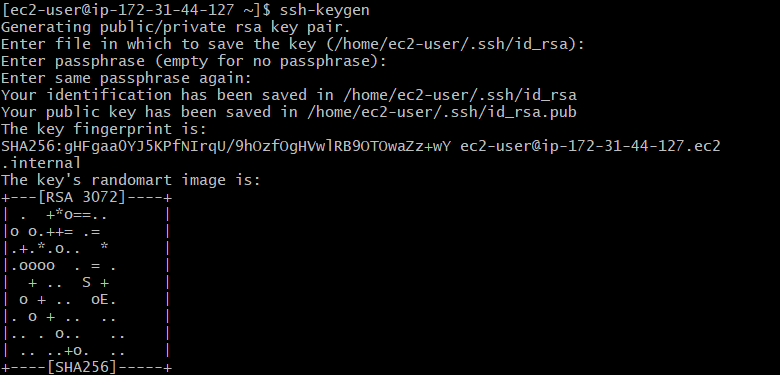 [ec2-user@ip-172-31-44-127 ~]$ ssh-keygen
Generating public/private rsa key pair.
Enter file in which to save the key (/home/ec2-user/.ssh/id_rsa):
Enter passphrase (empty for no passphrase):
Enter same passphrase again:
Your identification has been saved in /home/ec2-user/.ssh/id_rsa
Your public key has been saved in /home/ec2-user/.ssh/id_rsa.pub
The key fingerprint is:
SHA256:gHFgaa0YJ5KPfNIrqU/9hOzfOgHVwlRB9OTOwaZz+wY ec2-user@ip-172-31-44-127.ec2
.internal
The key's randomart image is:
+---[RSA 3072]----+
| .  +*o==..      |
|o o.++= .=       |
|.+.*.o..  *      |
|.oooo  . = .     |
|  + ..  S +      |
| o + ..  oE.     |
|. o + ..  ..     |
|.. . o..   ..    |
| .. ..+o.  ..    |
+----[SHA256]-----+